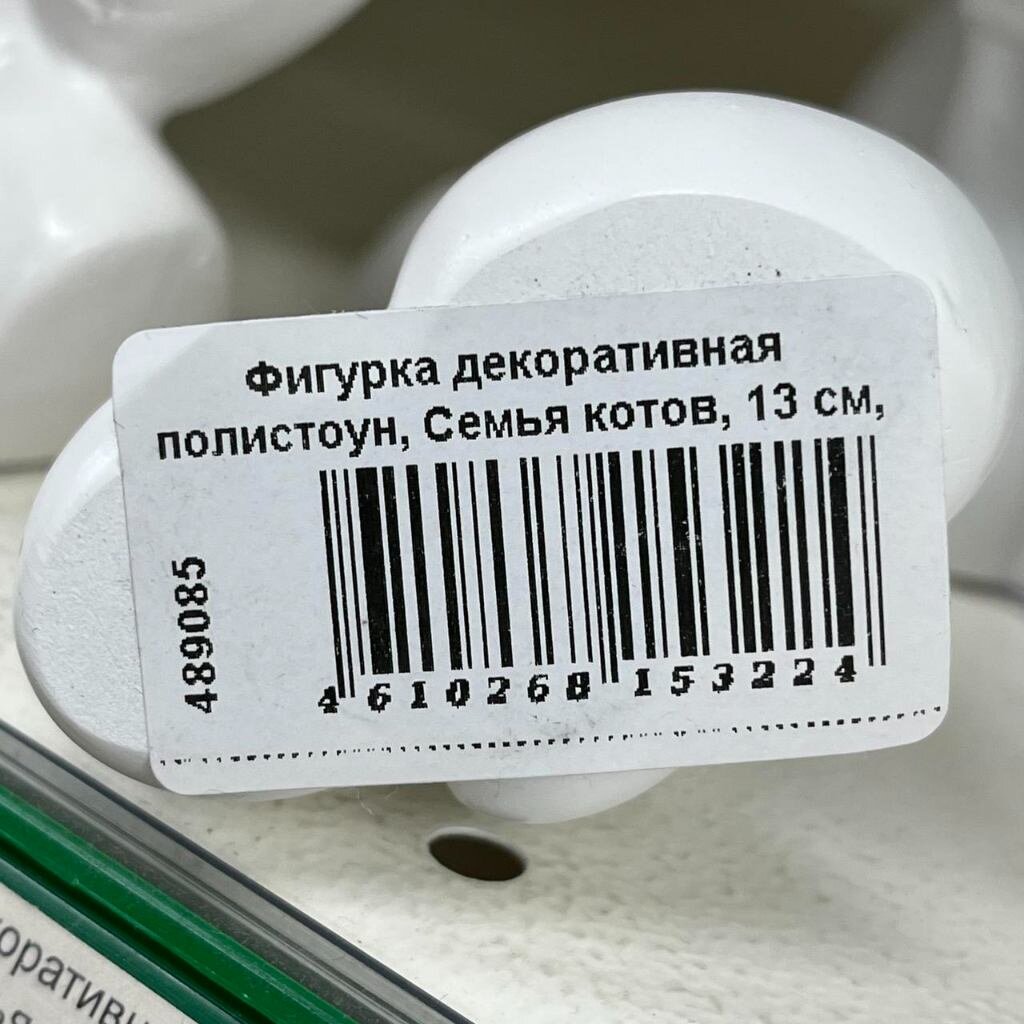 Фигурка декоративная
полистоун, Семья котов, 13 см,
489085
4 610268 153224